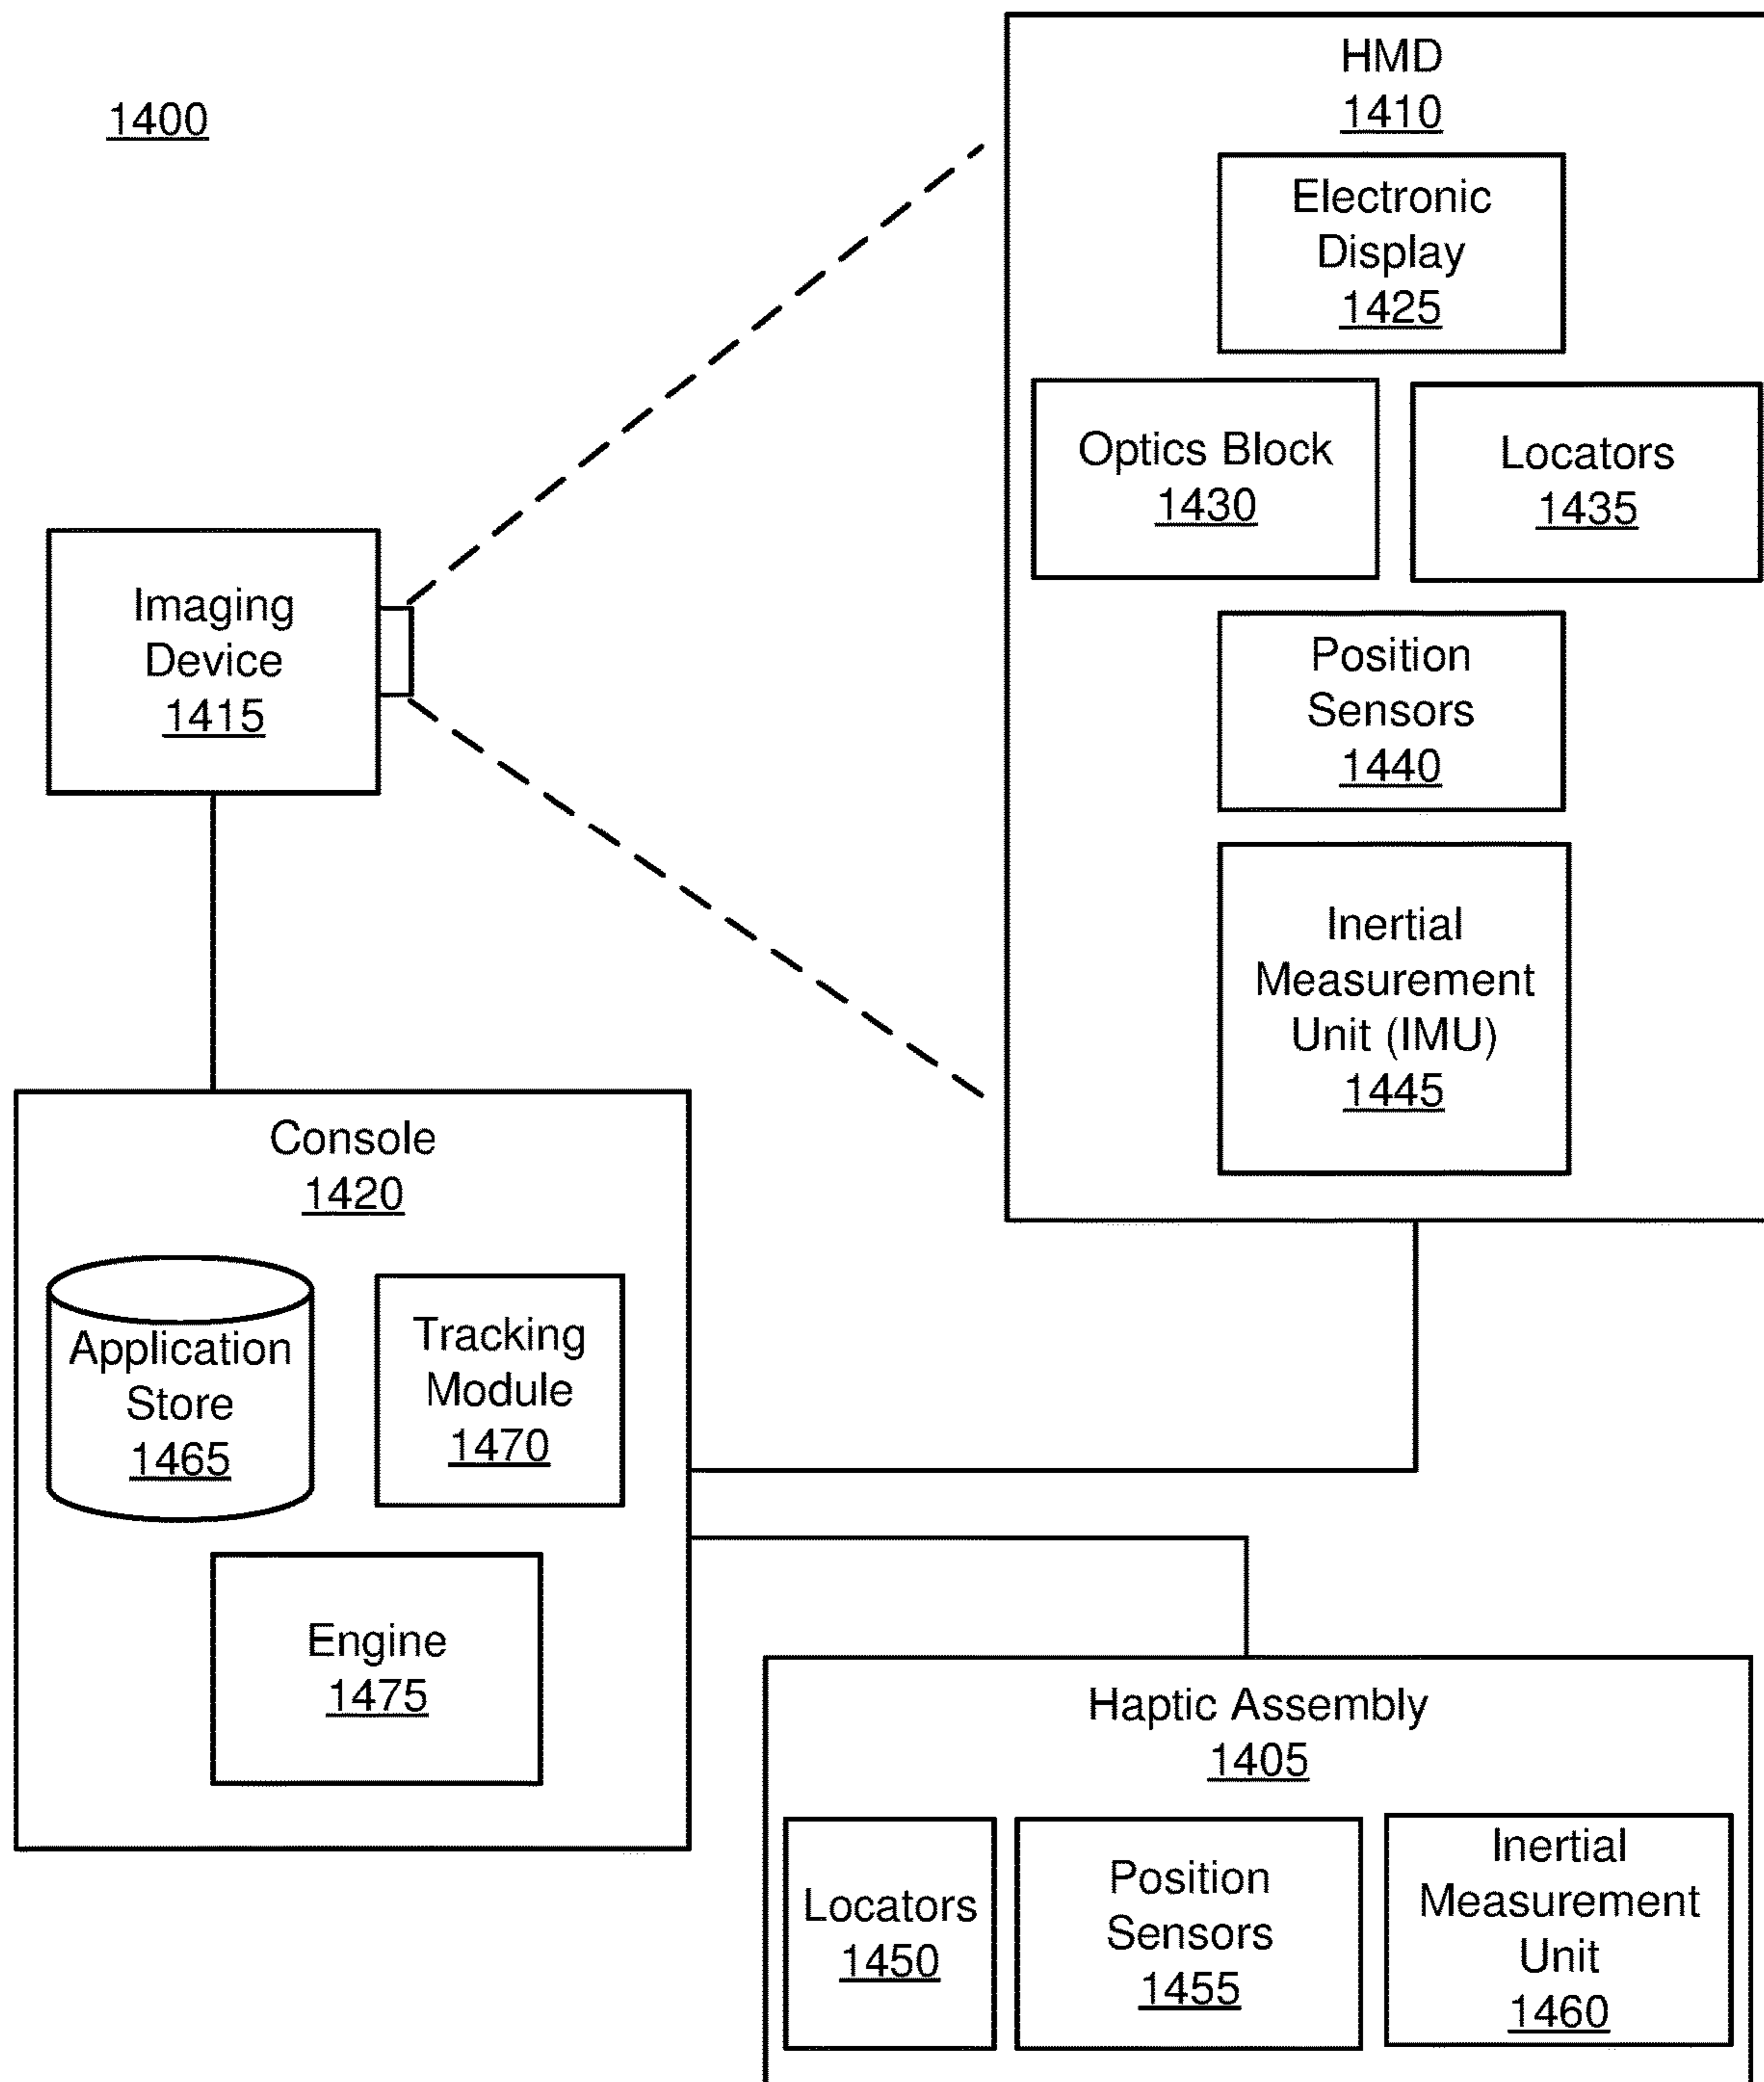 1400
HMD
1410
Electronic
Display
1425
Optics Block
1430
Locators
1435
Imaging
Device
1415
Position
Sensors
1440
Inertial
Measurement
Unit (IMU)
1445
Console
1420
Application
Store
1465
Tracking
Module
1470
Engine
1475
Haptic Assembly
1405
Locators
1450
Position
Sensors
1455
Inertial
Measurement
Unit
1460